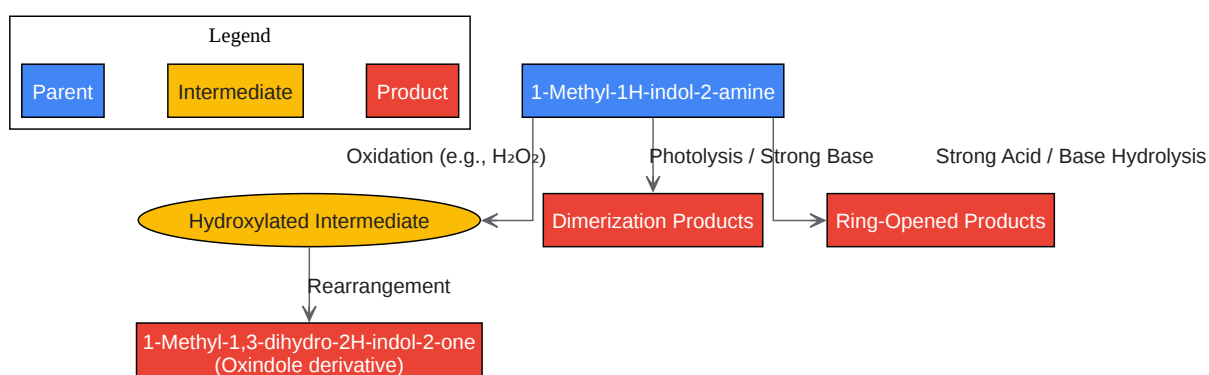 Legend
Parent
Intermediate
Product
1-Methyl-1H-indol-2-amine
Oxidation (e.g., H₂O₂)
Photolysis / Strong Base
Strong Acid / Base Hydrolysis
Hydroxylated Intermediate
Dimerization Products
Ring-Opened Products
Rearrangement
1-Methyl-1,3-dihydro-2H-indol-2-one
(Oxindole derivative)